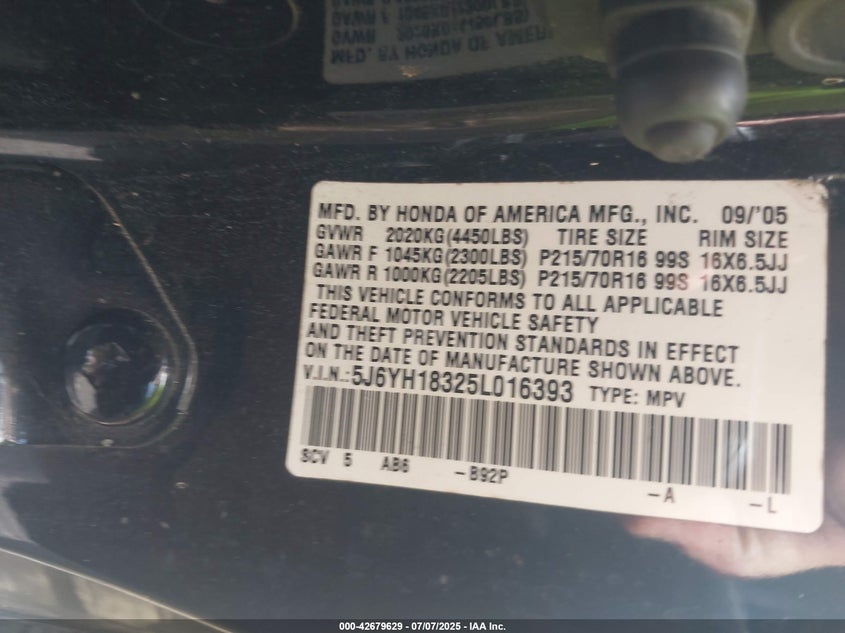 MFD. BY HONDA OF AMERICA MFG., INC. 09/'05
GVWR 2020KG(4450LBS) TIRE SIZE RIM SIZE
GAWR F 1045KG(2300LBS) P215/70R16 99S 16X6.5JJ
GAWR R 1000KG(2205LBS) P215/70R16 99S 16X6.5JJ
THIS VEHICLE CONFORMS TO ALL APPLICABLE
FEDERAL MOTOR VEHICLE SAFETY
AND THEFT PREVENTION STANDARDS IN EFFECT
ON THE DATE OF MANUFACTURE SHOWN ABOVE.
V.I.N.: 5J6YH18325L016393 TYPE: MPV
SCV 5 AB6 -B92P -A -L
000-42679629 - 07/07/2025 - IAA Inc.